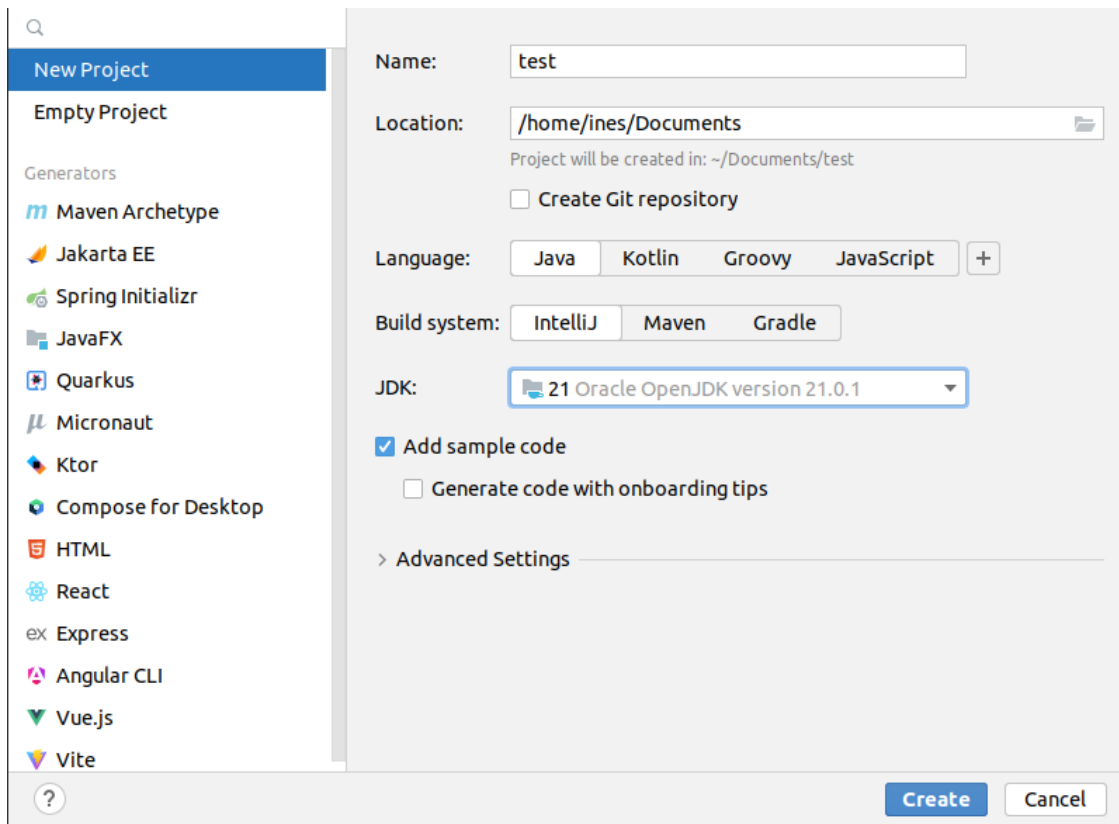 New Project
Empty Project
Generators
m Maven Archetype
Jakarta EE
Spring Initializr
JavaFX
Quarkus
μ Micronaut
Ktor
Compose for Desktop
5 HTML
React
ex Express
Angular CLI
Vue.js
Vite
Name: test
Location: /home/ines/Documents
Project will be created in: ~/Documents/test
Create Git repository
Language: Java Kotlin Groovy JavaScript +
Build system: IntelliJ Maven Gradle
JDK: 21 Oracle OpenJDK version 21.0.1
Add sample code
Generate code with onboarding tips
Advanced Settings
? Create Cancel